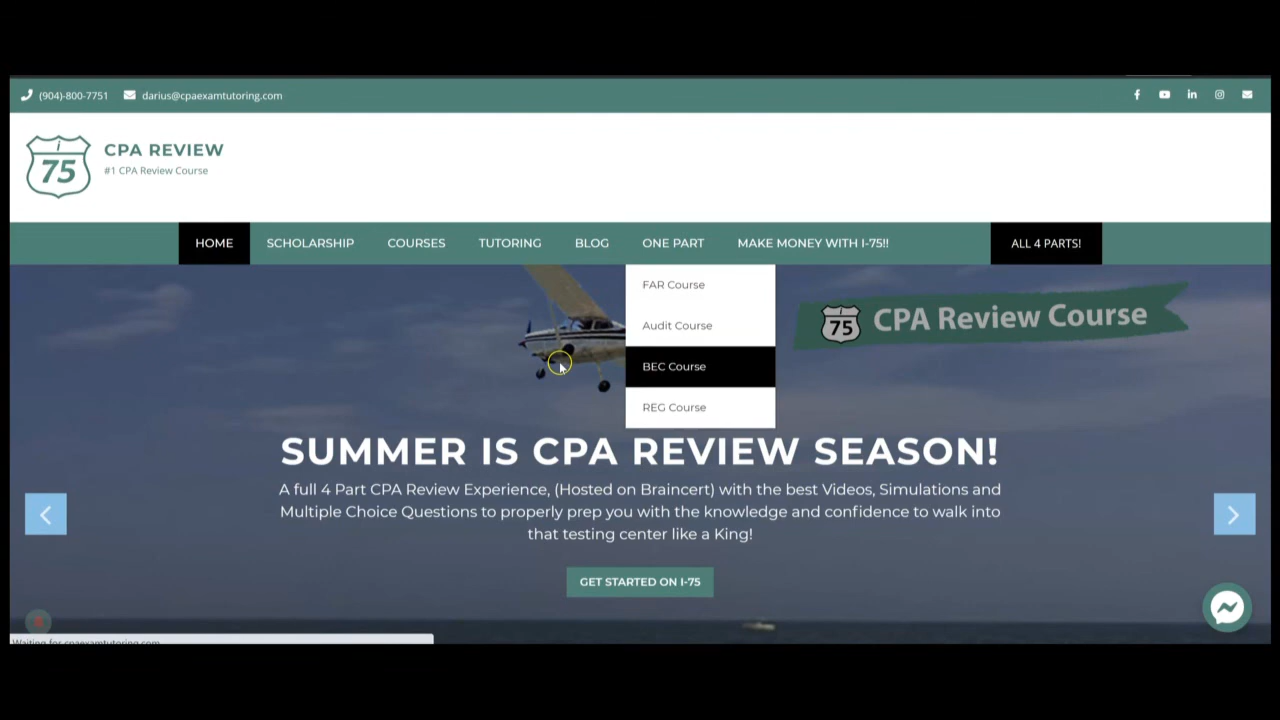 (904)-800-7751 darius@cpaexamtutoring.com
i
75
CPA REVIEW
#1 CPA Review Course
HOME SCHOLARSHIP COURSES TUTORING BLOG ONE PART MAKE MONEY WITH I-75!! ALL 4 PARTS!
FAR Course
Audit Course
BEC Course
REG Course
75 CPA Review Course
SUMMER IS CPA REVIEW SEASON!
A full 4 Part CPA Review Experience, (Hosted on Braincert) with the best Videos, Simulations and
Multiple Choice Questions to properly prep you with the knowledge and confidence to walk into
that testing center like a King!
GET STARTED ON I-75
Waiting for cpaexamtutoring.com